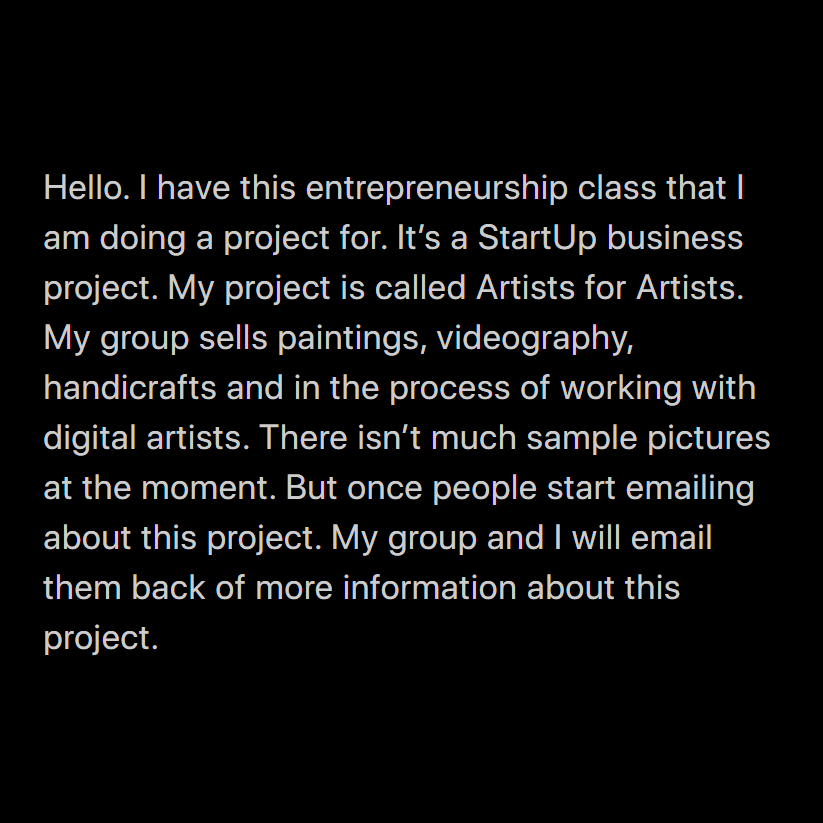 Hello. I have this entrepreneurship class that I
am doing a project for. It’s a StartUp business
project. My project is called Artists for Artists.
My group sells paintings, videography,
handicrafts and in the process of working with
digital artists. There isn’t much sample pictures
at the moment. But once people start emailing
about this project. My group and I will email
them back of more information about this
project.